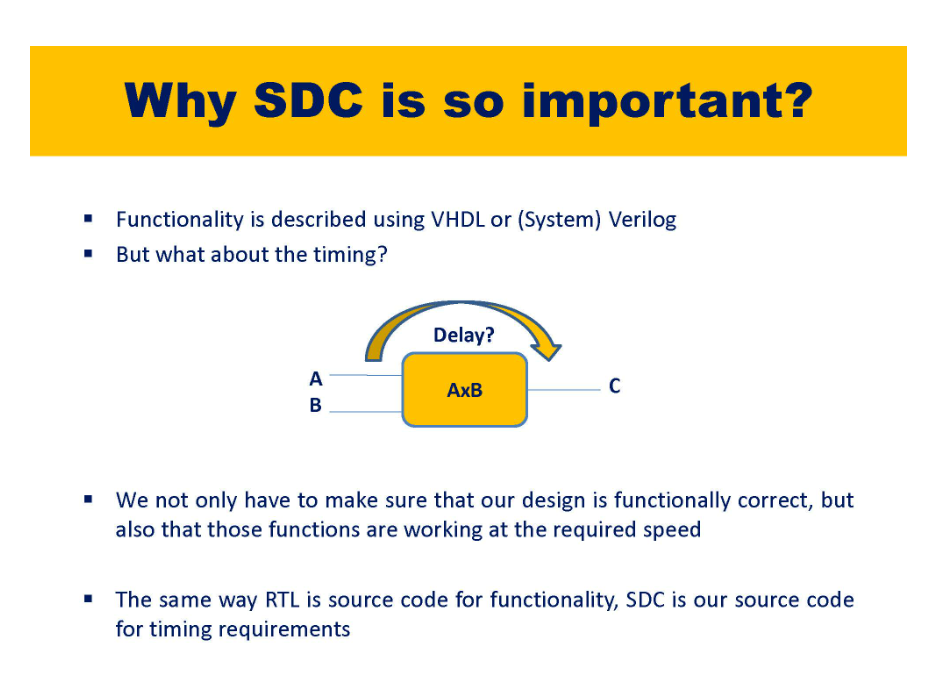 Why SDC is so important?
▪ Functionality is described using VHDL or (System) Verilog
▪ But what about the timing?
Delay?
A
B
AxB
C
▪ We not only have to make sure that our design is functionally correct, but
also that those functions are working at the required speed
▪ The same way RTL is source code for functionality, SDC is our source code
for timing requirements